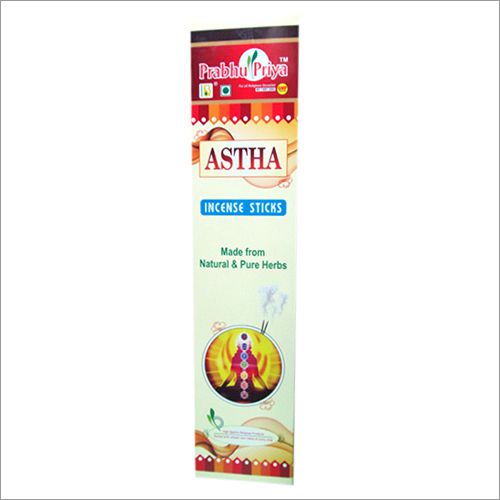 Prabhu Priya TM
ASTHA
INCENSE STICKS
Made from
Natural & Pure Herbs